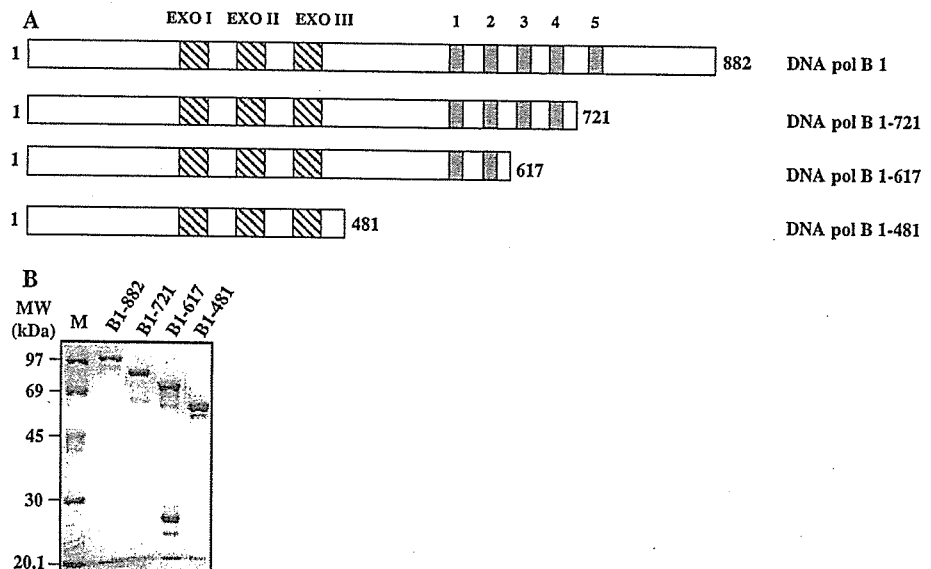 A
EXO I EXO II EXO III 1 2 3 4 5
1 882 DNA pol B 1
1 721 DNA pol B 1-721
1 617 DNA pol B 1-617
1 481 DNA pol B 1-481
B
MW (kDa) M B1-882 B1-721 B1-617 B1-481
97
69
45
30
20.1